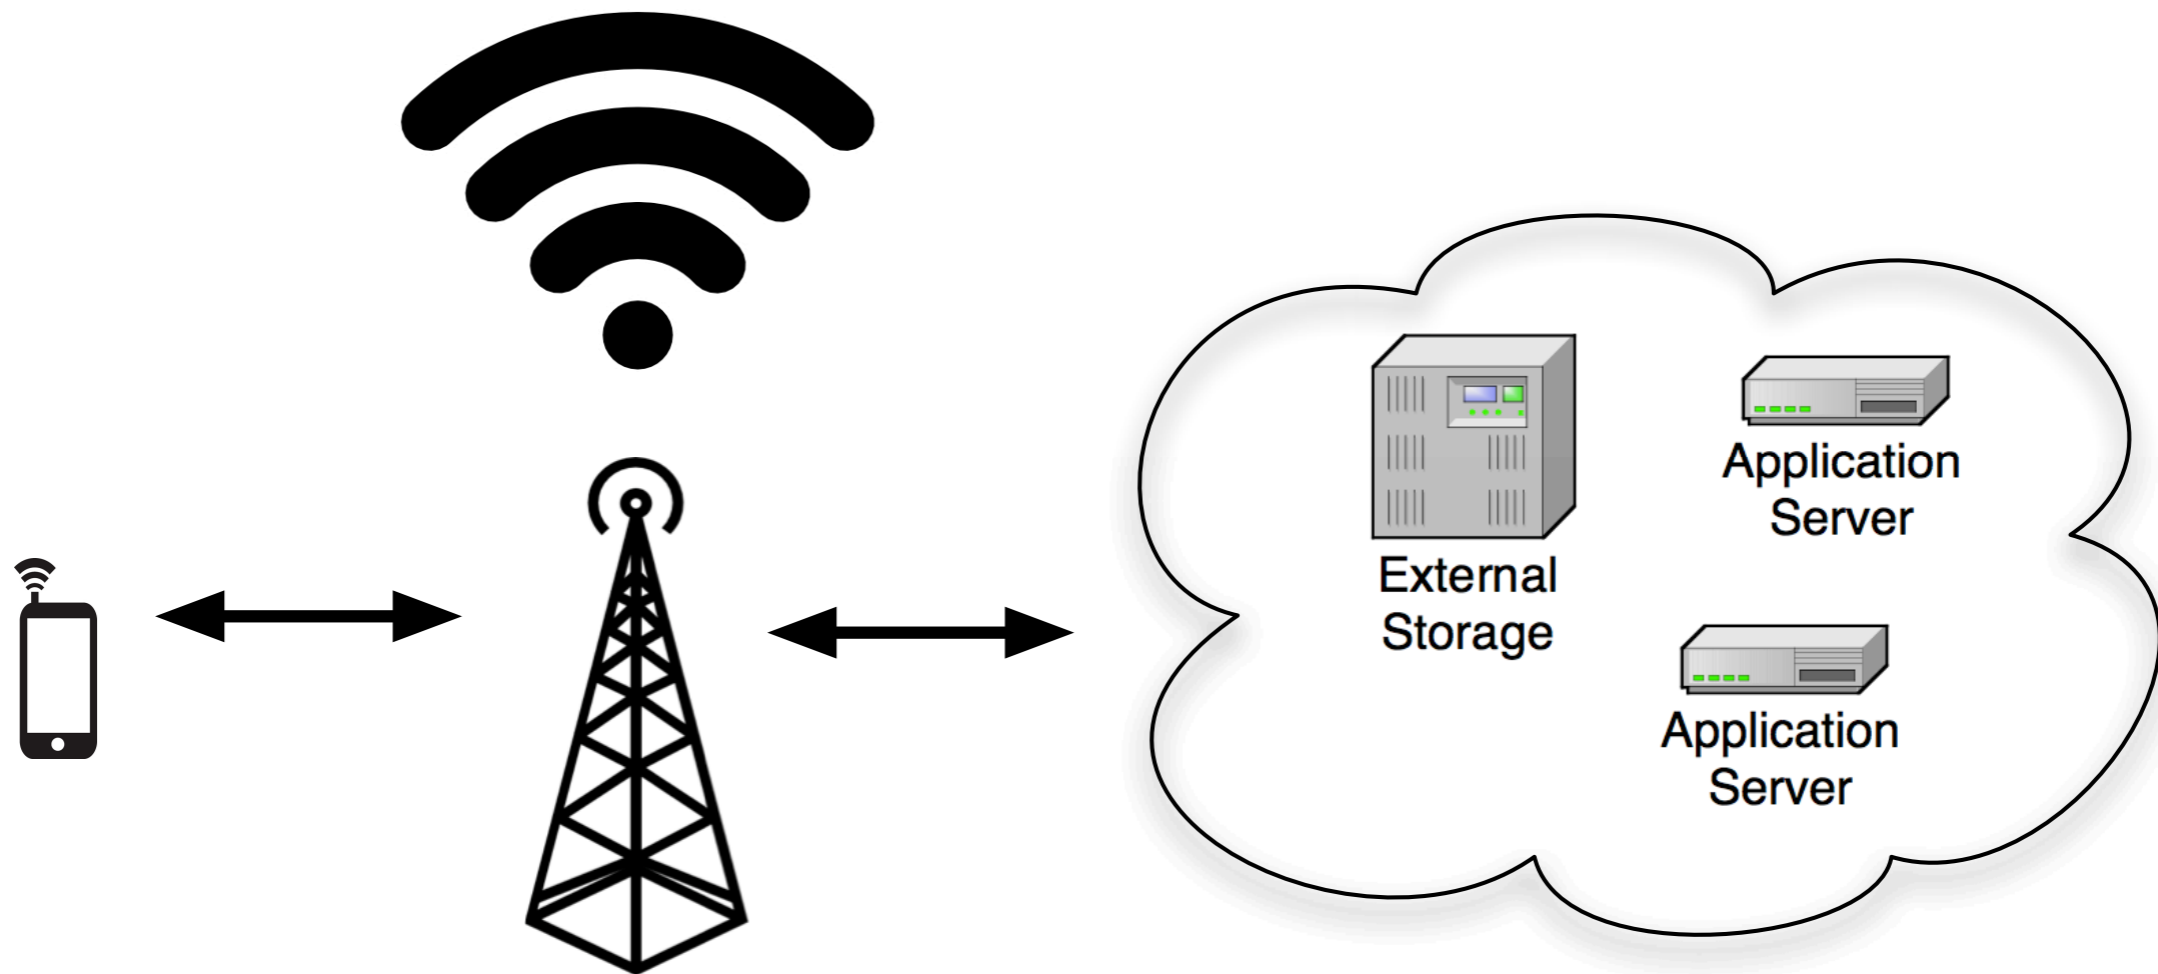 Application
Server
External
Storage
Application
Server